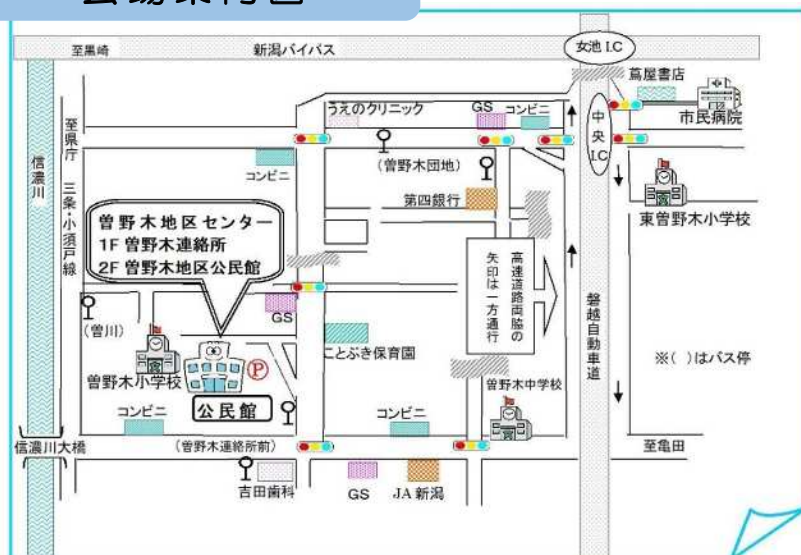 至黒崎
新潟バイパス
女池 I.C
蔦屋書店
市民病院
うえのクリニック
GS
コンビニ
中央 I.C
至県庁
三条・小須戸線
信濃川
コンビニ
(曽野木団地)
第四銀行
東曽野木小学校
曽野木地区センター
1F 曽野木連絡所
2F 曽野木地区公民館
高速道路両脇の
矢印は一方通行
磐越自動車道
(曽川)
GS
ことぶき保育園
※( )はバス停
曽野木小学校
P
公民館
曽野木中学校
コンビニ
コンビニ
信濃川大橋
(曽野木連絡所前)
至亀田
吉田歯科
GS
JA 新潟